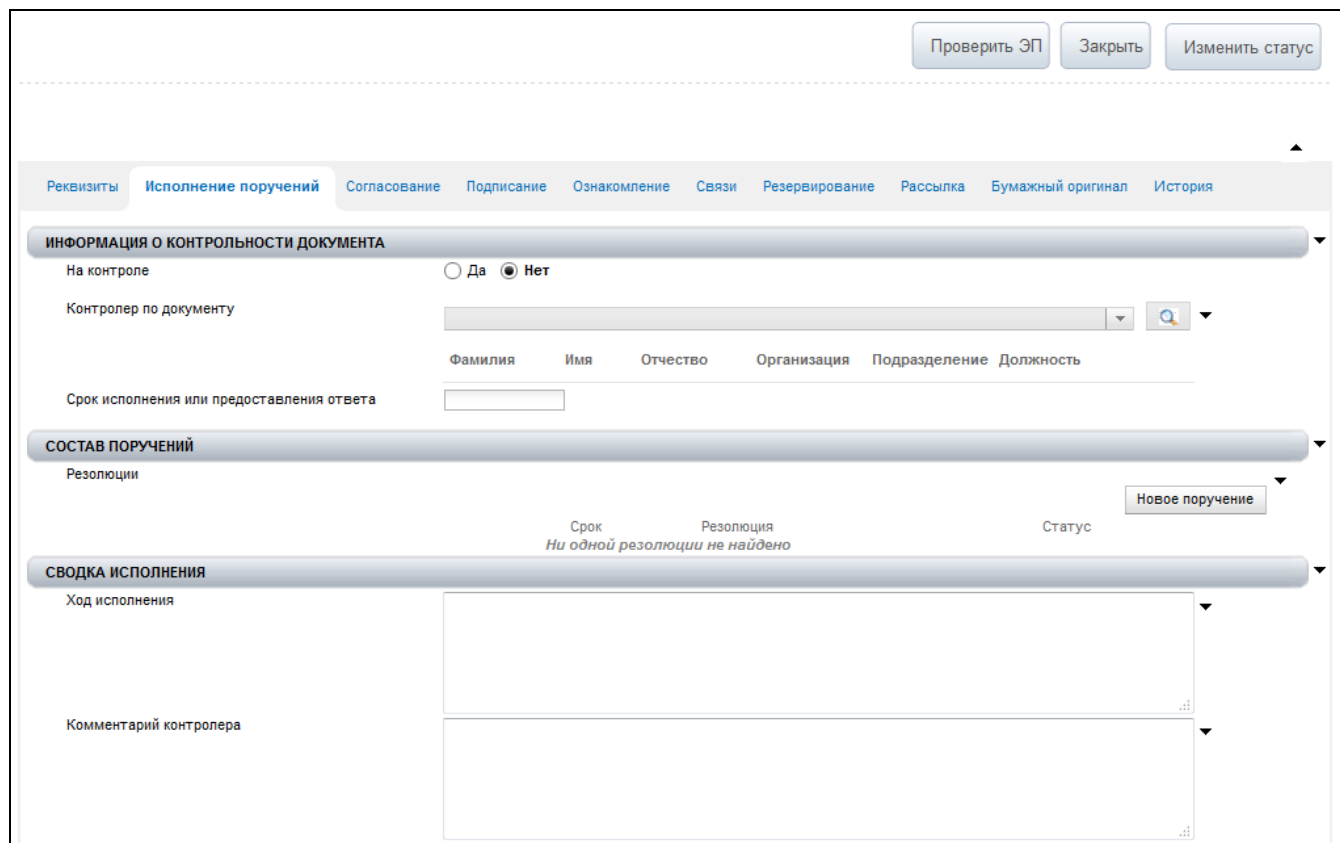 Проверить ЭП Закрыть Изменить статус
Реквизиты Исполнение поручений Согласование Подписание Ознакомление Связи Резервирование Рассылка Бумажный оригинал История
ИНФОРМАЦИЯ О КОНТРОЛЬНОСТИ ДОКУМЕНТА
На контроле Да Нет
Контролер по документу
Фамилия Имя Отчество Организация Подразделение Должность
Срок исполнения или предоставления ответа
СОСТАВ ПОРУЧЕНИЙ
Резолюции
Новое поручение
Срок Резолюция Статус
Ни одной резолюции не найдено
СВОДКА ИСПОЛНЕНИЯ
Ход исполнения
Комментарий контролера